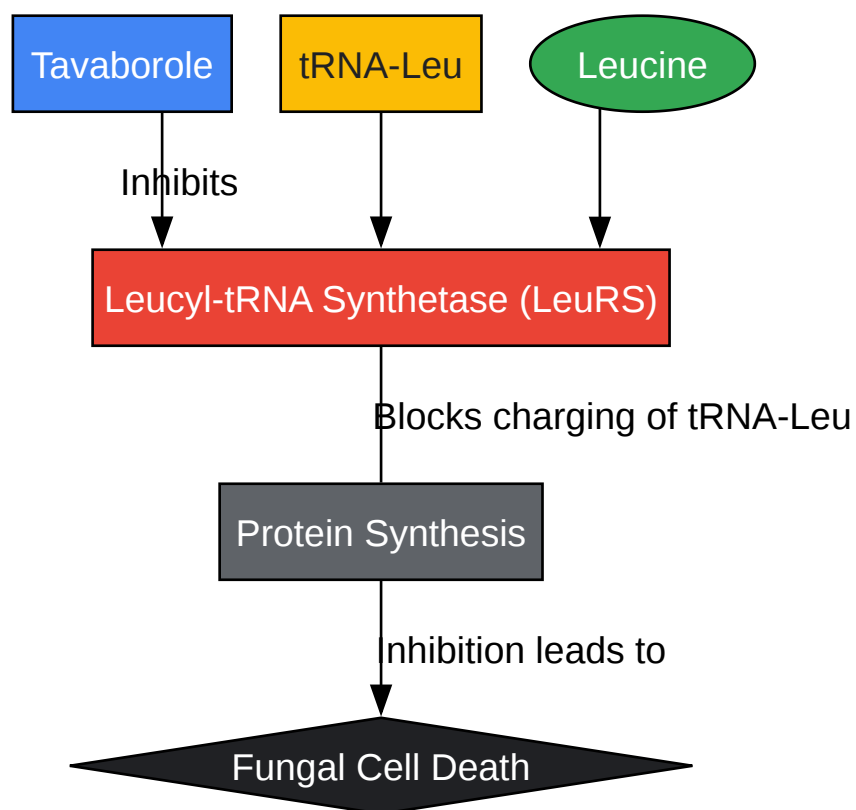 Tavaborole
tRNA-Leu
Leucine
Inhibits
Leucyl-tRNA Synthetase (LeuRS)
Blocks charging of tRNA-Leu
Protein Synthesis
Inhibition leads to
Fungal Cell Death